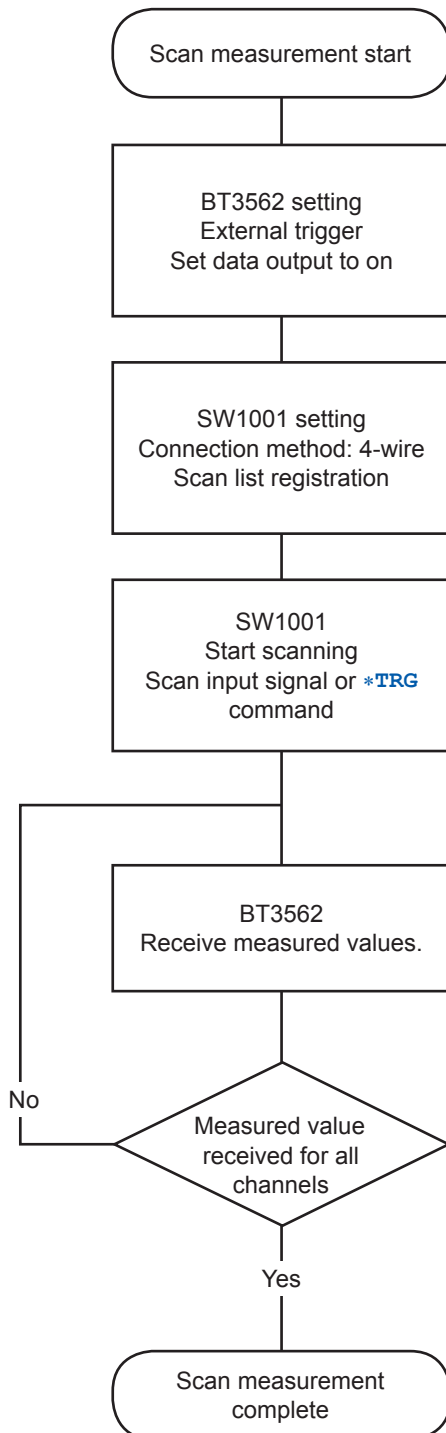 Scan measurement start
BT3562 setting
External trigger
Set data output to on
SW1001 setting
Connection method: 4-wire
Scan list registration
SW1001
Start scanning
Scan input signal or *TRG
command
BT3562
Receive measured values.
No
Measured value
received for all
channels
Yes
Scan measurement
complete